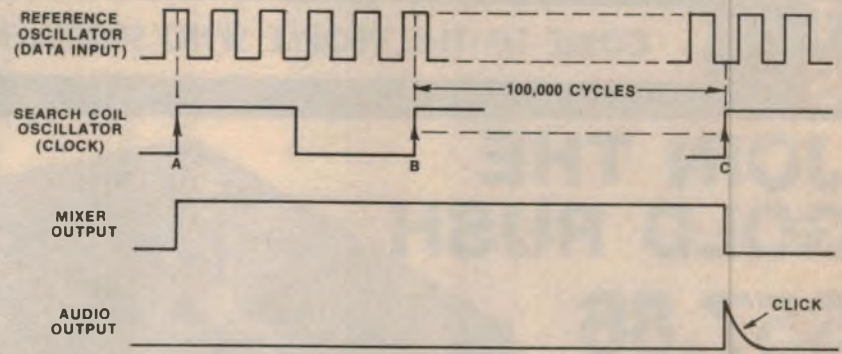 REFERENCE
OSCILLATOR
(DATA INPUT)
100,000 CYCLES
SEARCH COIL
OSCILLATOR
(CLOCK)
A
B
C
MIXER
OUTPUT
AUDIO
OUTPUT
CLICK